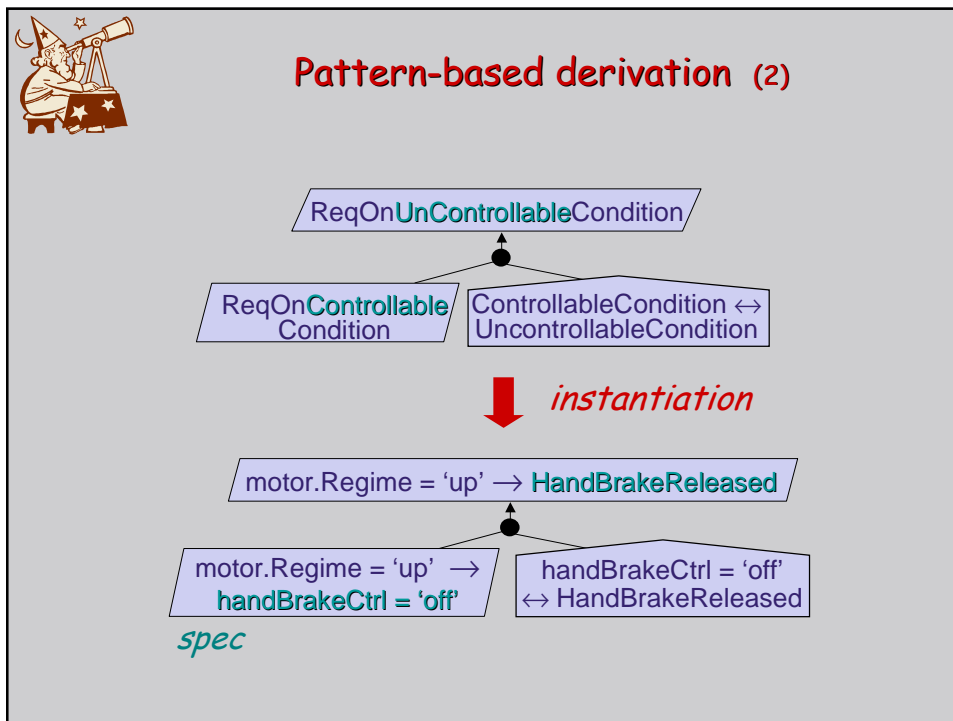 Pattern-based derivation (2)
ReqOnUnControllableCondition
ReqOnControllable
Condition
ControllableCondition ↔
UncontrollableCondition
instantiation
motor.Regime = ‘up’ → HandBrakeReleased
motor.Regime = ‘up’ →
handBrakeCtrl = ‘off’
handBrakeCtrl = ‘off’
↔ HandBrakeReleased
spec